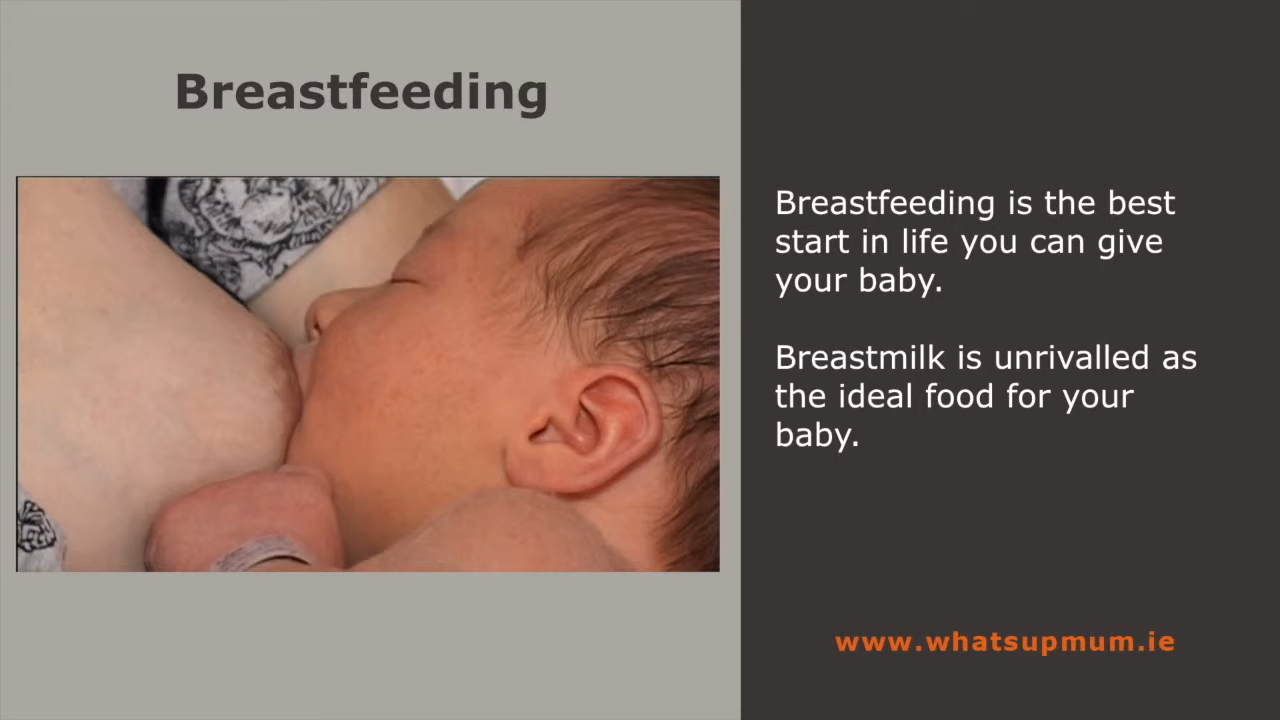 Breastfeeding
Breastfeeding is the best
start in life you can give
your baby.
Breastmilk is unrivalled as
the ideal food for your
baby.
www.whatsupmum.ie